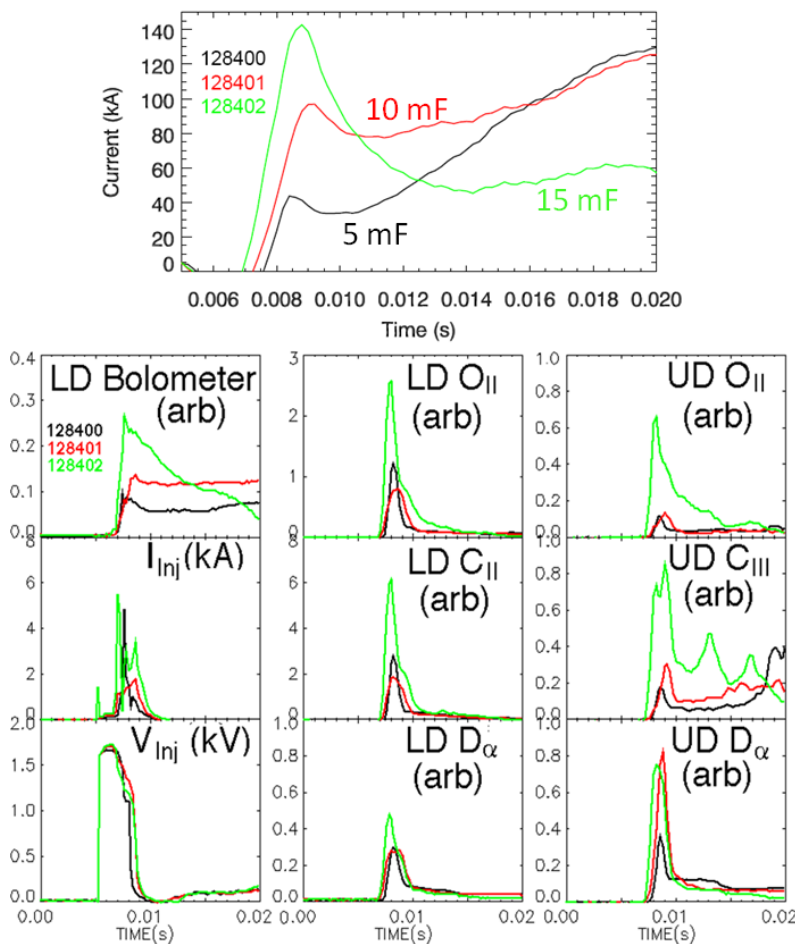 140
120
100
80
60
40
20
0
Current (kA)
128400
128401
128402
10 mF
5 mF
15 mF
0.006 0.008 0.010 0.012 0.014 0.016 0.018 0.020
Time (s)
0.4
0.3
0.2
0.1
0.0
LD Bolometer
(arb)
128400
128401
128402
3
2
1
0
LD OII
(arb)
1.0
0.8
0.6
0.4
0.2
0.0
UD OII
(arb)
8
6
4
2
0
IInj (kA)
8
6
4
2
0
LD CII
(arb)
1.0
0.8
0.6
0.4
0.2
0.0
UD CIII
(arb)
2.0
1.5
1.0
0.5
0.0
VInj (kV)
1.0
0.8
0.6
0.4
0.2
0.0
LD Dα
(arb)
1.0
0.8
0.6
0.4
0.2
0.0
UD Dα
(arb)
0.00 0.01 0.02
TIME(s)
0.00 0.01 0.02
TIME(s)
0.00 0.01 0.02
TIME(s)